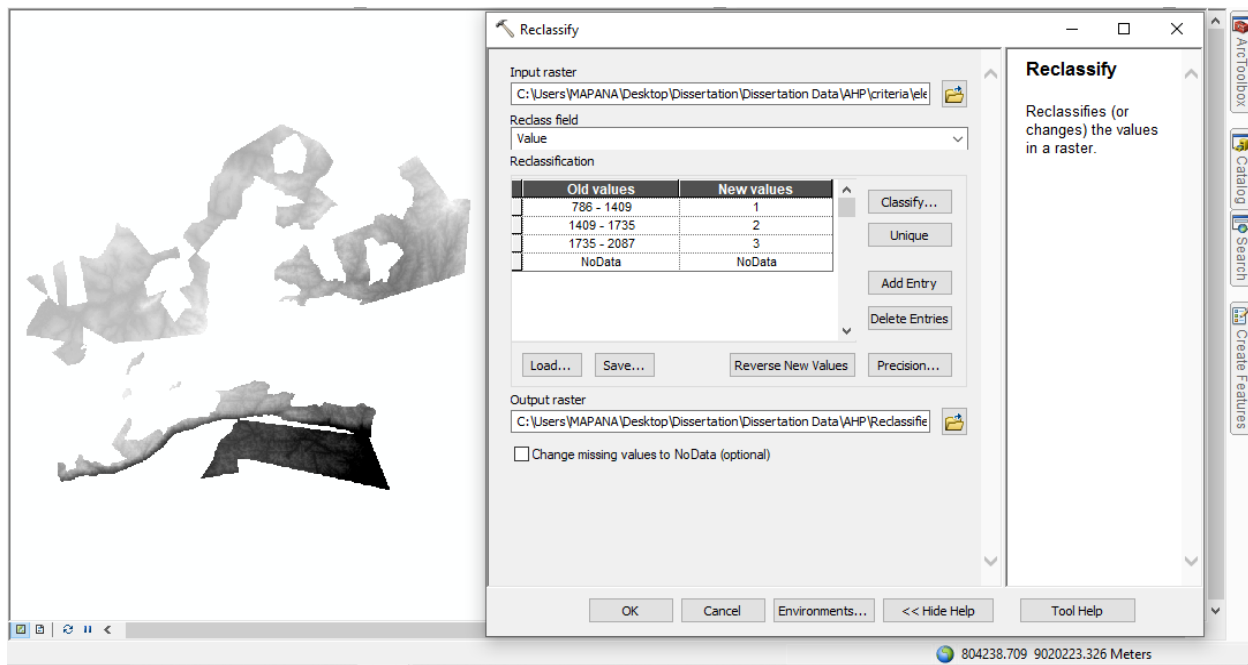 Reclassify
Input raster
C:\Users\MAPANA\Desktop\Dissertation\Dissertation Data\AHP\criteria\ele
Reclass field
Value
Reclassification
Old values New values
786 - 1409 1
1409 - 1735 2
1735 - 2087 3
NoData NoData
Classify...
Unique
Add Entry
Delete Entries
Load... Save... Reverse New Values Precision...
Output raster
C:\Users\MAPANA\Desktop\Dissertation\Dissertation Data\AHP\Reclassifie
Change missing values to NoData (optional)
OK Cancel Environments... << Hide Help Tool Help
Reclassify
Reclassifies (or
changes) the values
in a raster.
ArcToolbox
Catalog
Search
Create Features
804238.709 9020223.326 Meters